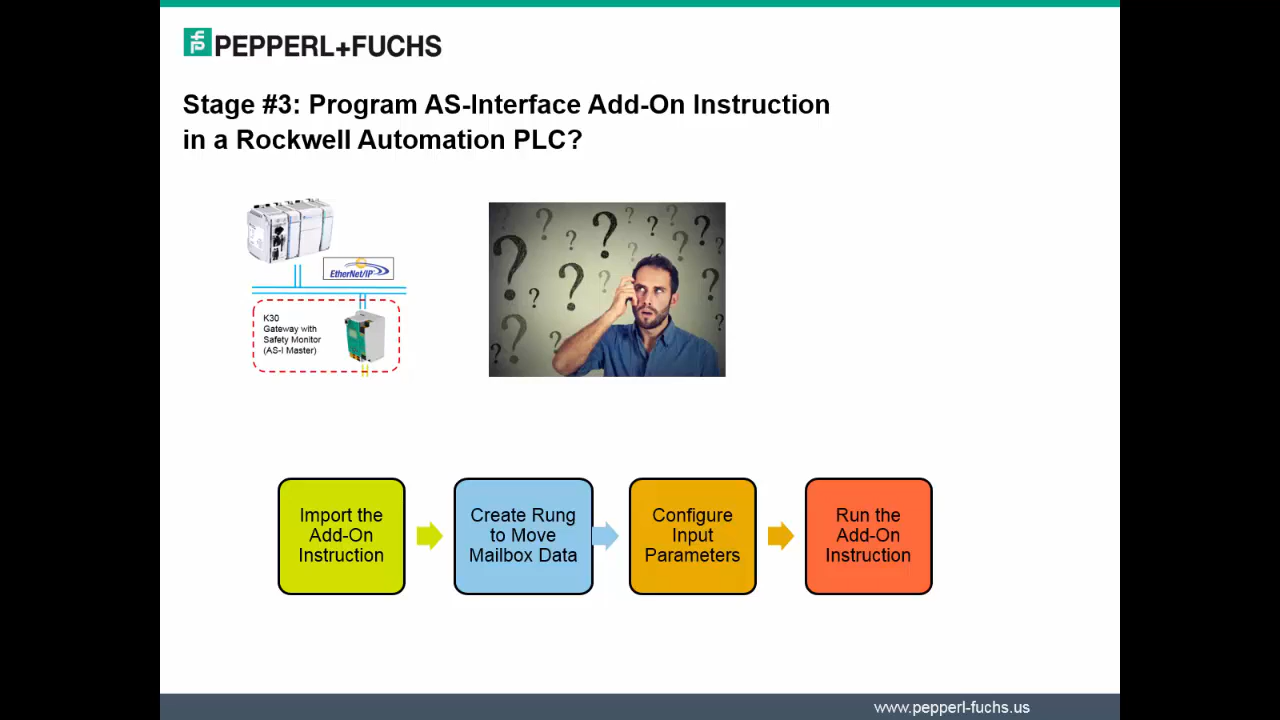 PEPPERL+FUCHS
Stage #3: Program AS-Interface Add-On Instruction
in a Rockwell Automation PLC?
EtherNet/IP
K30
Gateway with
Safety Monitor
(AS-I Master)
Import the
Add-On
Instruction
Create Rung
to Move
Mailbox Data
Configure
Input
Parameters
Run the
Add-On
Instruction
www.pepperl-fuchs.us